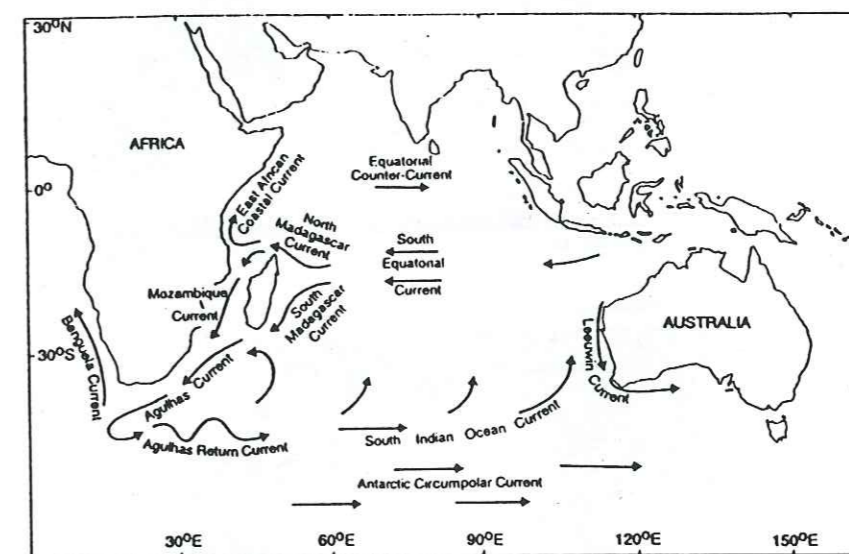 30°N
AFRICA
Equatorial
Counter-Current
0°
East African
Coastal Current
North
Madagascar
Current
South
Equatorial
Current
Mozambique
Current
South
Madagascar
Current
AUSTRALIA
Leeuwin Current
Benguela Current
30°S
Agulhas Current
Agulhas Return Current
South Indian Ocean Current
Antarctic Circumpolar Current
30°E
60°E
90°E
120°E
150°E